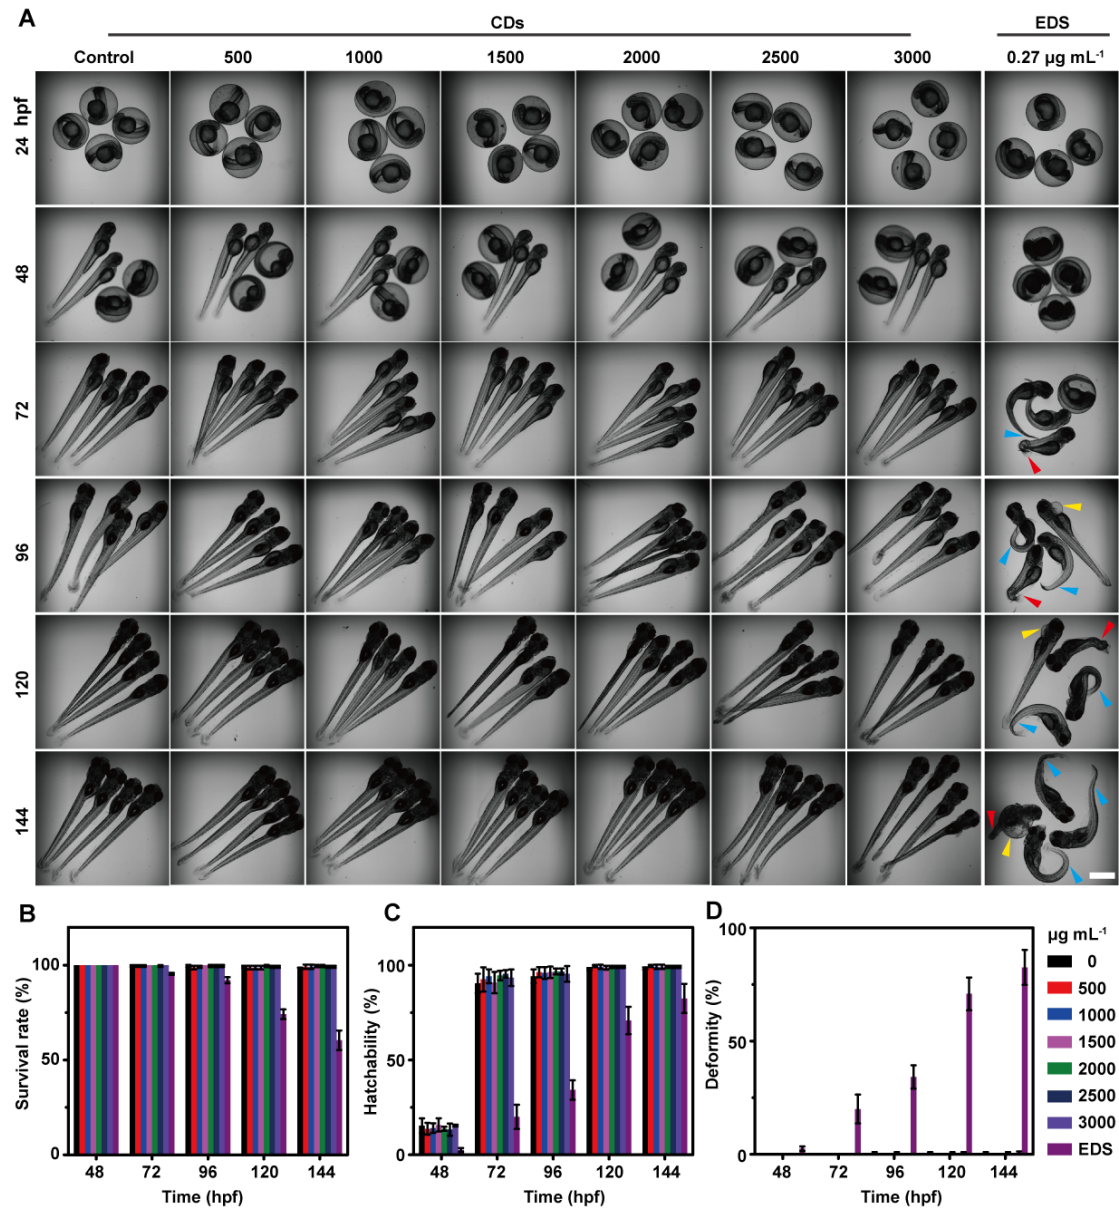 A
CDs
EDS
Control
500
1000
1500
2000
2500
3000
0.27 µg mL-1
24 hpf
48
72
96
120
144
B
Survival rate (%)
100
50
0
48
72
96
120
144
Time (hpf)
C
Hatchability (%)
100
50
0
48
72
96
120
144
Time (hpf)
D
Deformity (%)
100
50
0
48
72
96
120
144
Time (hpf)
µg mL-1
0
500
1000
1500
2000
2500
3000
EDS